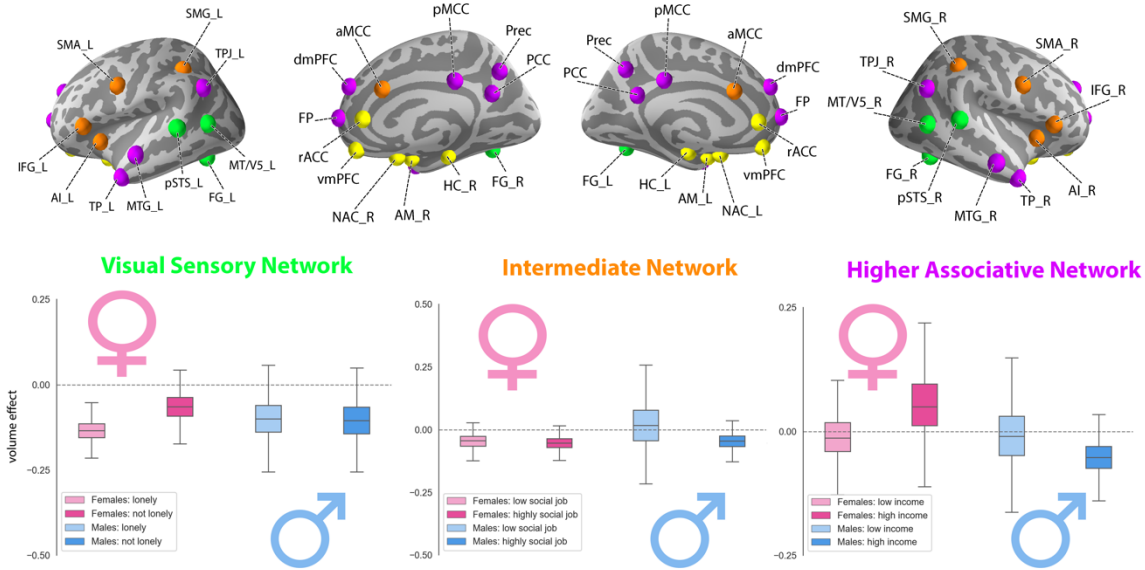 SMG_L
SMA_L
TPJ_L
IFG_L
AI_L
TP_L
MTG_L
pSTS_L
FG_L
MT/V5_L
pMCC
aMCC
Prec
dmPFC
PCC
FP
rACC
vmPFC
NAC_R
AM_R
HC_R
FG_R
pMCC
Prec
aMCC
PCC
dmPFC
FP
rACC
FG_L
HC_L
vmPFC
AM_L
NAC_L
SMG_R
SMA_R
TPJ_R
IFG_R
MT/V5_R
FG_R
AI_R
pSTS_R
TP_R
MTG_R
Visual Sensory Network
volume effect
0.25
0.00
−0.25
−0.50
Females: lonely
Females: not lonely
Males: lonely
Males: not lonely
Intermediate Network
0.50
0.25
0.00
−0.25
−0.50
Females: low social job
Females: highly social job
Males: low social job
Males: highly social job
Higher Associative Network
0.25
0.00
−0.25
Females: low income
Females: high income
Males: low income
Males: high income